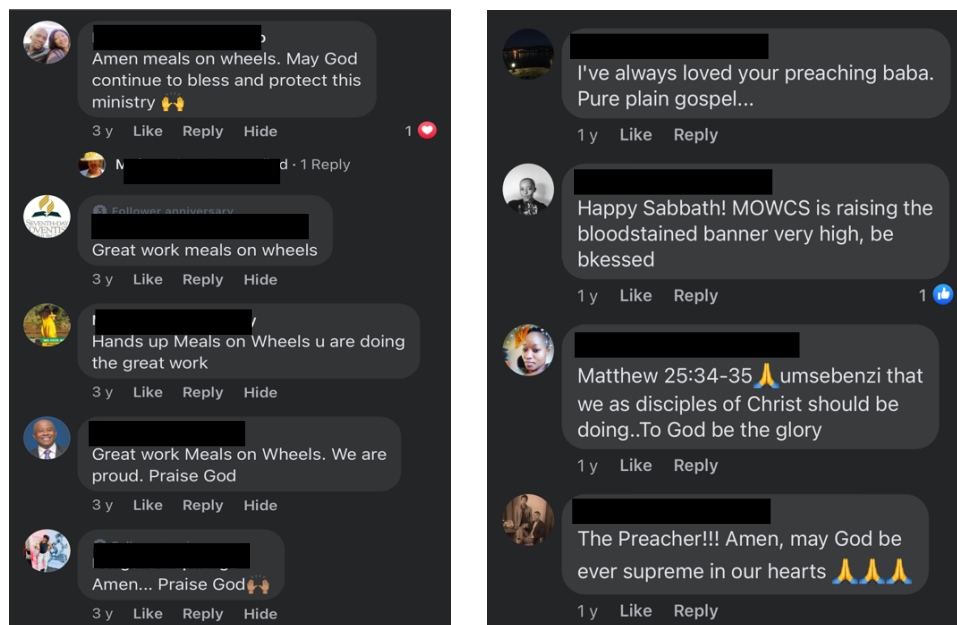 Amen meals on wheels. May God
continue to bless and protect this
ministry 🙌
3 y Like Reply Hide 1
· 1 Reply
SEVENTH-DAY
Follower anniversary
Great work meals on wheels
3 y Like Reply Hide
Hands up Meals on Wheels u are doing
the great work
3 y Like Reply Hide
Great work Meals on Wheels. We are
proud. Praise God
3 y Like Reply Hide
Amen... Praise God🙌🏽
3 y Like Reply Hide
I've always loved your preaching baba.
Pure plain gospel...
1 y Like Reply
Happy Sabbath! MOWCS is raising the
bloodstained banner very high, be
bkessed
1 y Like Reply 1
Matthew 25:34-35🙏umsebenzi that
we as disciples of Christ should be
doing..To God be the glory
1 y Like Reply
The Preacher!!! Amen, may God be
ever supreme in our hearts 🙏🙏🙏
1 y Like Reply